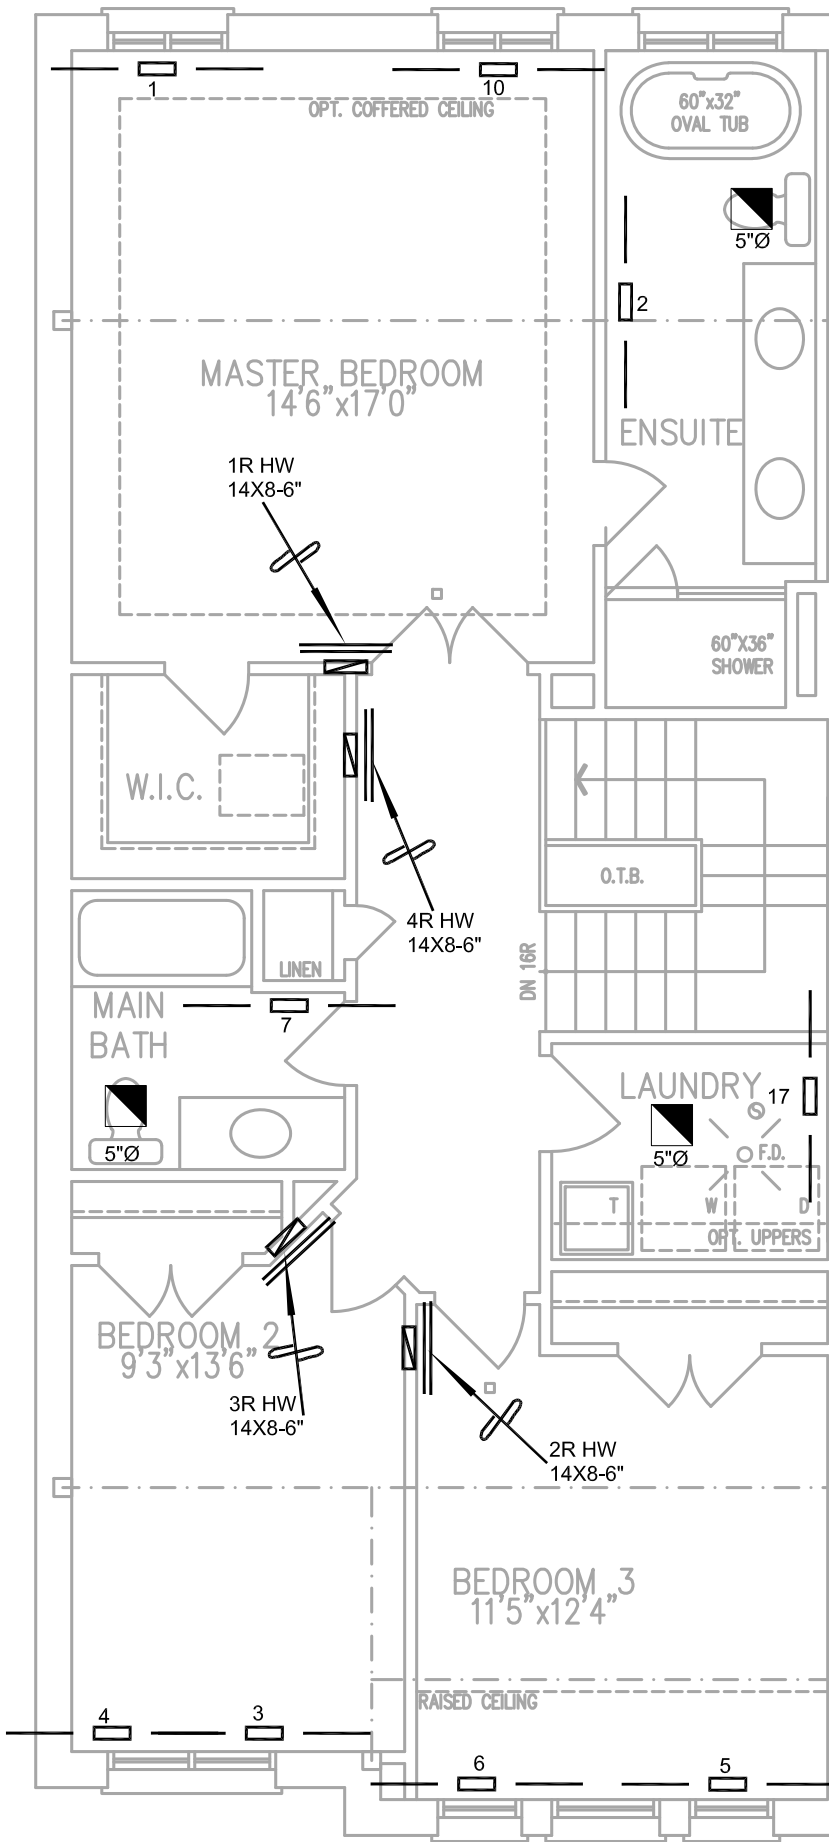 1
10
OPT. COFFERED CEILING
60"x32"
OVAL TUB
5"Ø
2
MASTER BEDROOM
14'6"x17'0"
ENSUITE
1R HW
14X8-6"
60"X36"
SHOWER
W.I.C.
O.T.B.
4R HW
14X8-6"
LINEN
DN 16R
MAIN
BATH
7
5"Ø
LAUNDRY
17
S
5"Ø
F.D.
T
W
D
OPT. UPPERS
BEDROOM 2
9'3"x13'6"
3R HW
14X8-6"
2R HW
14X8-6"
BEDROOM 3
11'5"x12'4"
RAISED CEILING
4
3
6
5